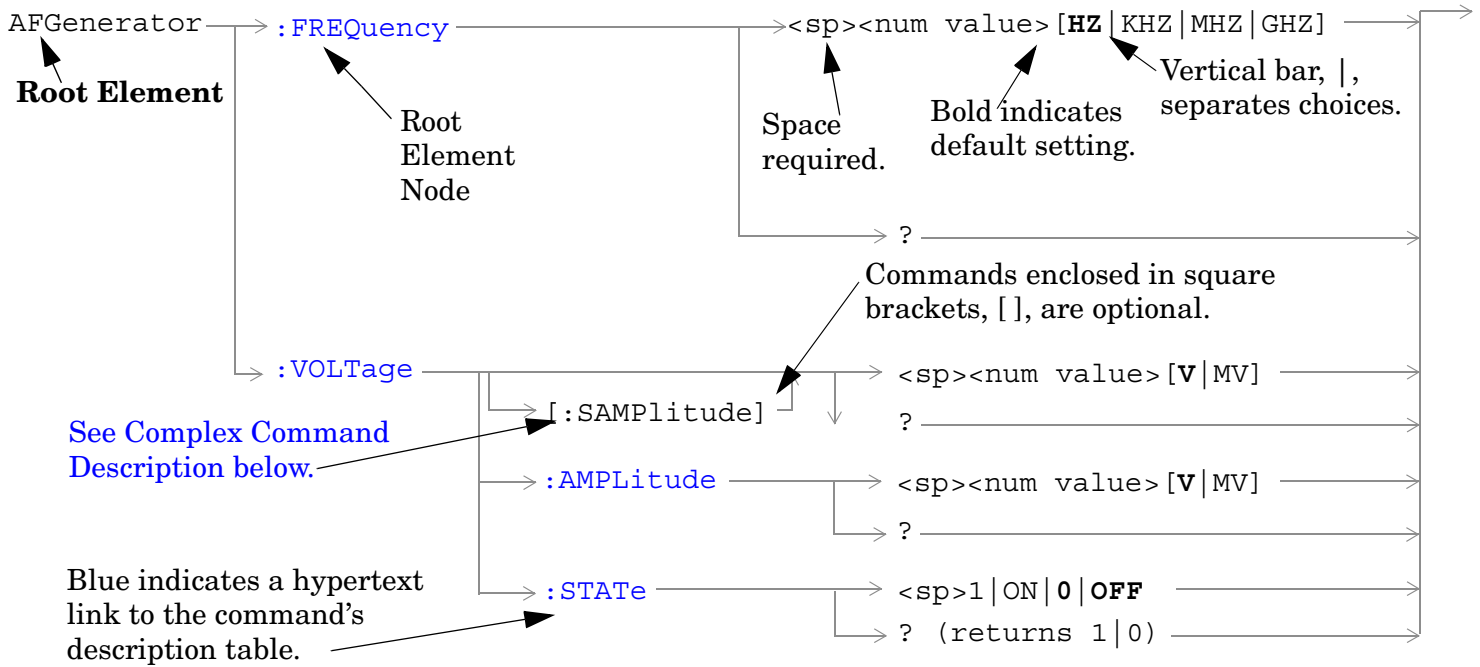 AFGenerator :FREQuency <sp><num value>[HZ|KHZ|MHZ|GHZ]
Root Element
Root
Element
Node
Space
required.
Bold indicates
default setting.
Vertical bar, |,
separates choices.
?
Commands enclosed in square
brackets, [ ], are optional.
:VOLTage <sp><num value>[V|MV]
[:SAMPlitude] ?
See Complex Command
Description below.
:AMPLitude <sp><num value>[V|MV]
?
Blue indicates a hypertext
link to the command's
description table.
:STATe <sp>1|ON|0|OFF
? (returns 1|0)